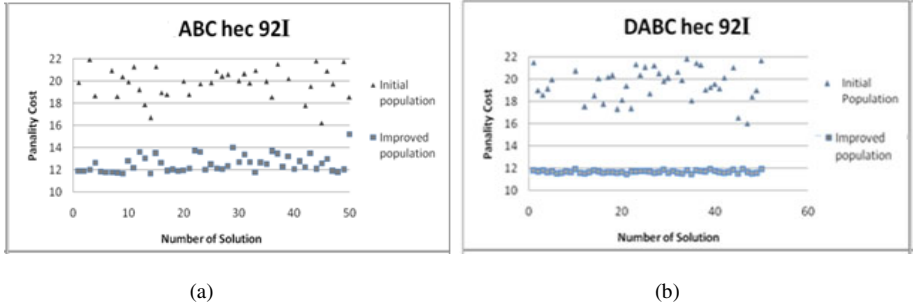 ABC hec 92I
22
20
18
16
14
12
10
0 10 20 30 40 50
Panality Cost
Number of Solution
Initial
population
Improved
population
DABC hec 92I
22
20
18
16
14
12
10
0 20 40 60
Panality Cost
Number of Solution
Initial
Population
Improved
population
(a)
(b)